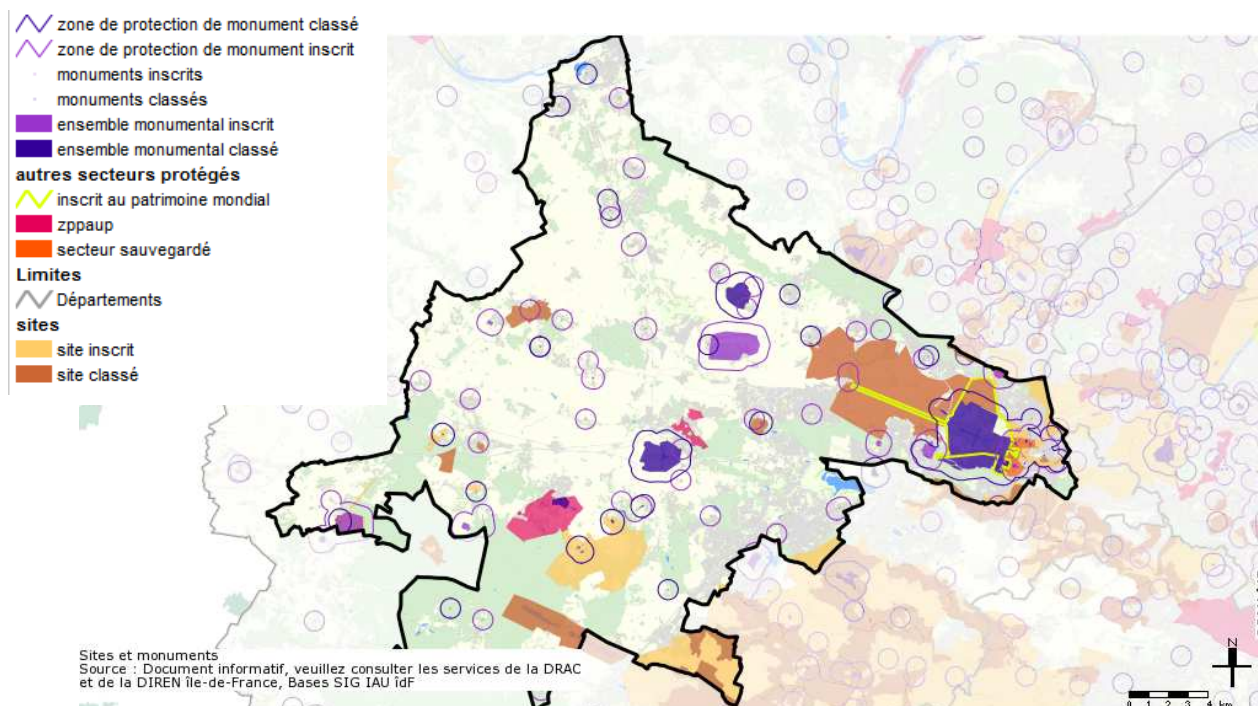 zone de protection de monument classé
zone de protection de monument inscrit
monuments inscrits
monuments classés
ensemble monumental inscrit
ensemble monumental classé
autres secteurs protégés
inscrit au patrimoine mondial
zppaup
secteur sauvegardé
Limites
Départements
sites
site inscrit
site classé
Sites et monuments
Source : Document informatif, veuillez consulter les services de la DRAC
et de la DIREN île-de-France, Bases SIG IAU îdF
N
0 1 2 3 4 km